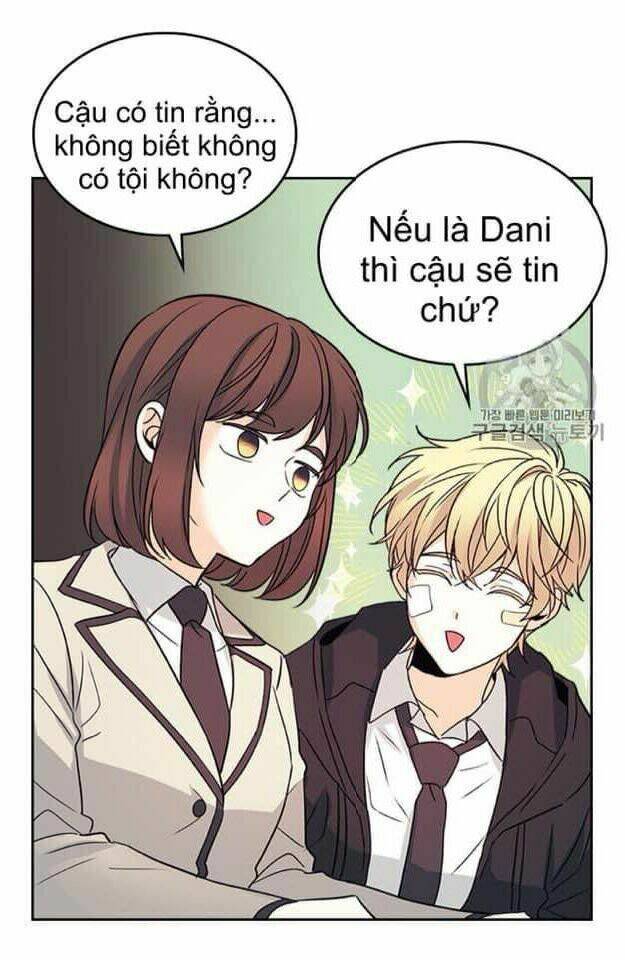 Cậu có tin rằng...
không biết không
có tội không?
Nếu là Dani
thì cậu sẽ tin
chứ?
가장 빠른 웹툰 미리보기
구글검색 뉴토끼